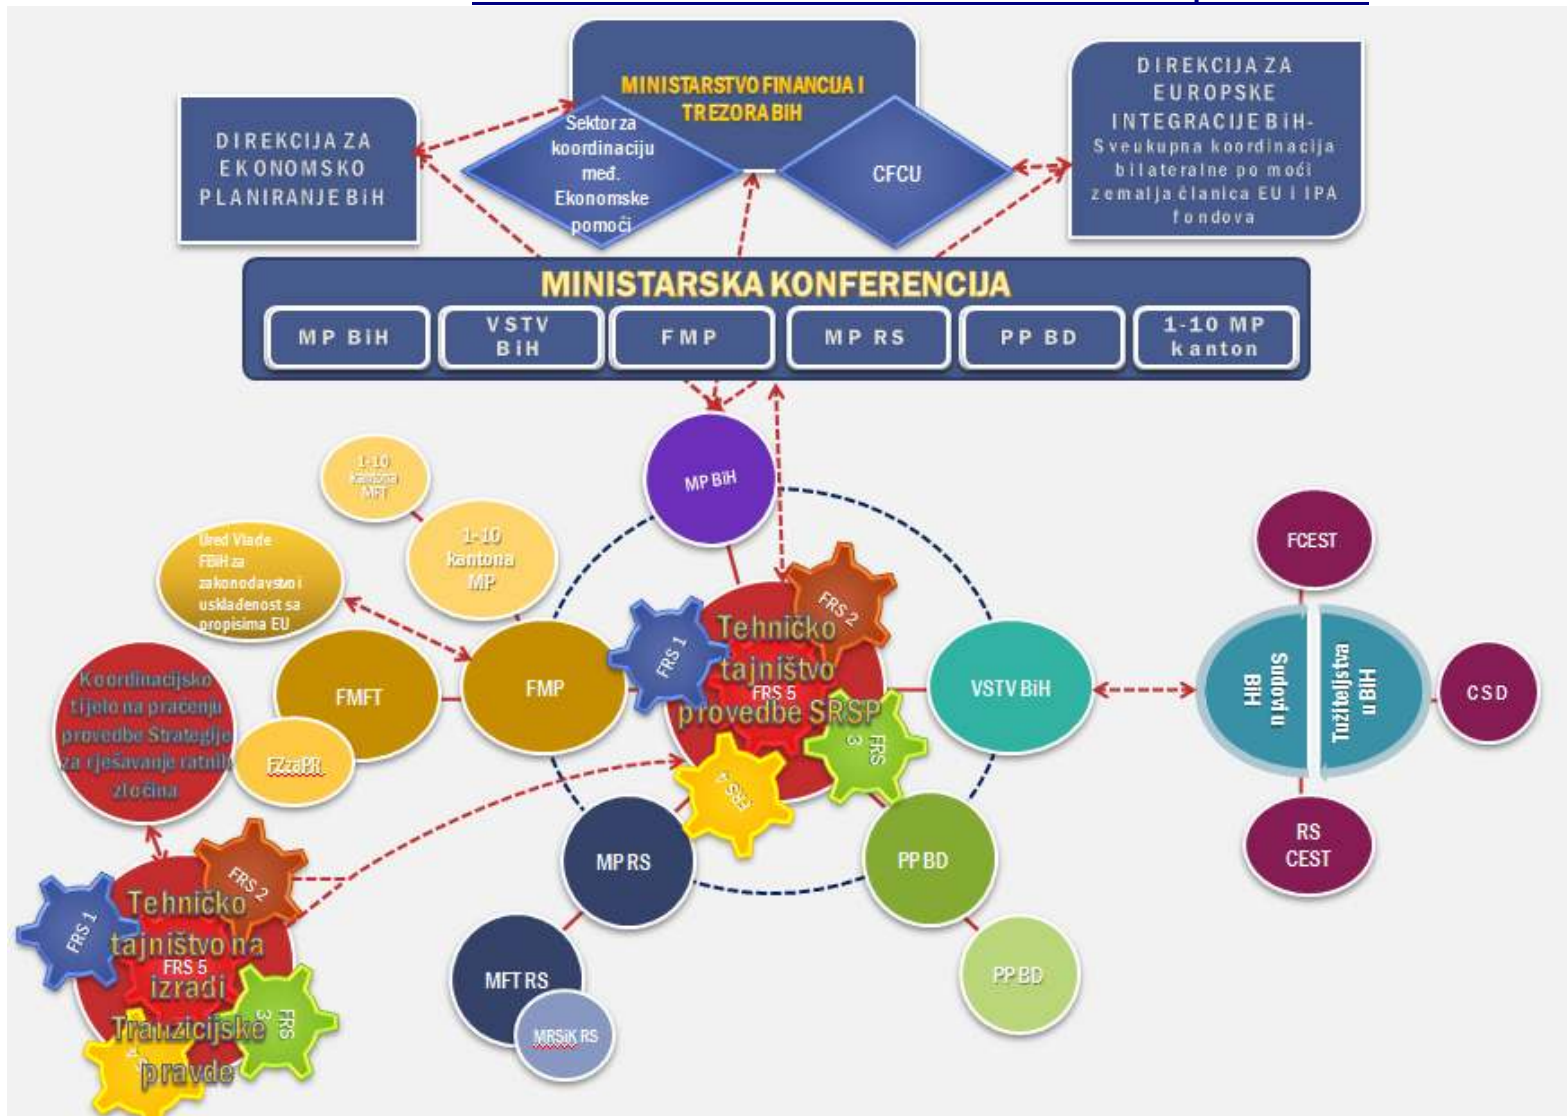 MINISTARSTVO FINANCIJA I
TREZORA BiH
DIREKCIJA ZA
EKONOMSKO
PLANIRANJE BiH
Sektor za
koordinaciju
međ.
Ekonomske
pomoći
CFCU
DIREKCIJA ZA
EUROPSKE
INTEGRACIJE BiH-
Sveukupna koordinacija
bilateralne po moći
zemalja članica EU i IPA
fondova
MINISTARSKA KONFERENCIJA
MP BiH
VSTV
BiH
FMP
MP RS
PP BD
1-10 MP
kanton
MP BiH
1-10
kantona
MFT
1-10
kantona
MP
Ured Vlade
FBiH za
zakonodavstvo i
usklađenost sa
propisima EU
FMFT
FZzaPR
FMP
FRS 1
FRS 2
Tehničko
tajništvo
FRS 5
provedbe SRSP
FRS
3
FRS 4
VSTV BiH
Sudovi u
BiH
Tužiteljstva
u BiH
FCEST
CSD
RS
CEST
Koordinacijsko
tijelo na praćenju
provedbe Strategije
za rješavanje ratnih
zločina
MP RS
PP BD
MFT RS
MRSiK RS
PP BD
FRS 1
FRS 2
Tehničko
tajništvo na
FRS 5
izradi
FRS
3
Tranzicijske
pravde